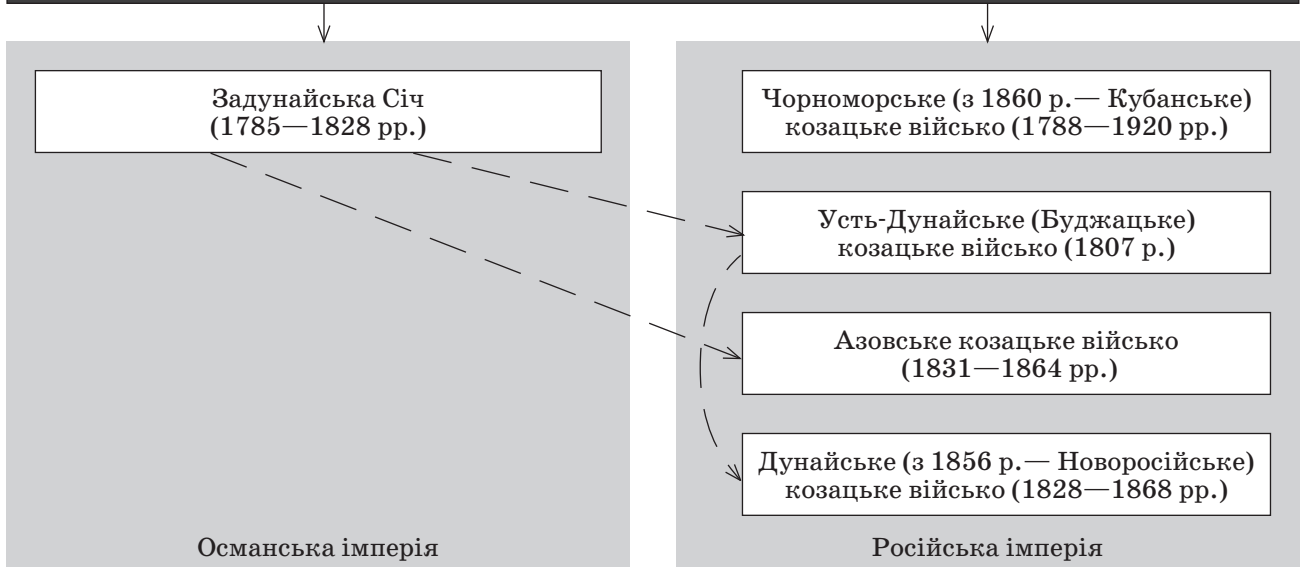 Задунайська Січ
(1785—1828 рр.)
Чорноморське (з 1860 р.— Кубанське)
козацьке військо (1788—1920 рр.)
Усть-Дунайське (Буджацьке)
козацьке військо (1807 р.)
Азовське козацьке військо
(1831—1864 рр.)
Дунайське (з 1856 р.— Новоросійське)
козацьке військо (1828—1868 рр.)
Османська імперія
Російська імперія